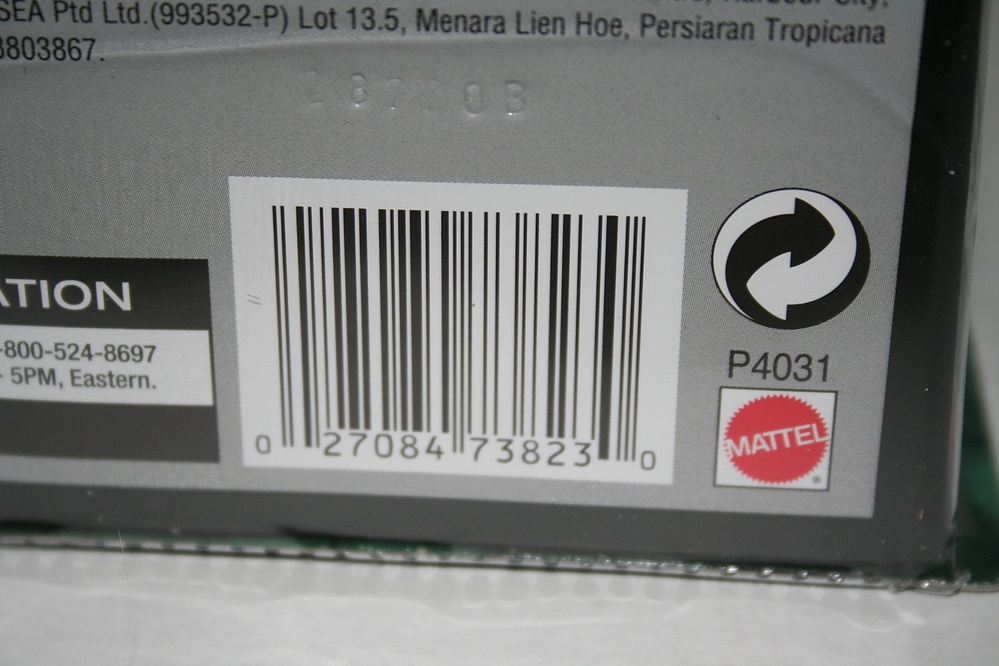 SEA Ptd Ltd.(993532-P) Lot 13.5, Menara Lien Hoe, Persiaran Tropicana
3803867.
ATION
-800-524-8697
- 5PM, Eastern.
0 27084 73823 0
P4031
MATTEL
®